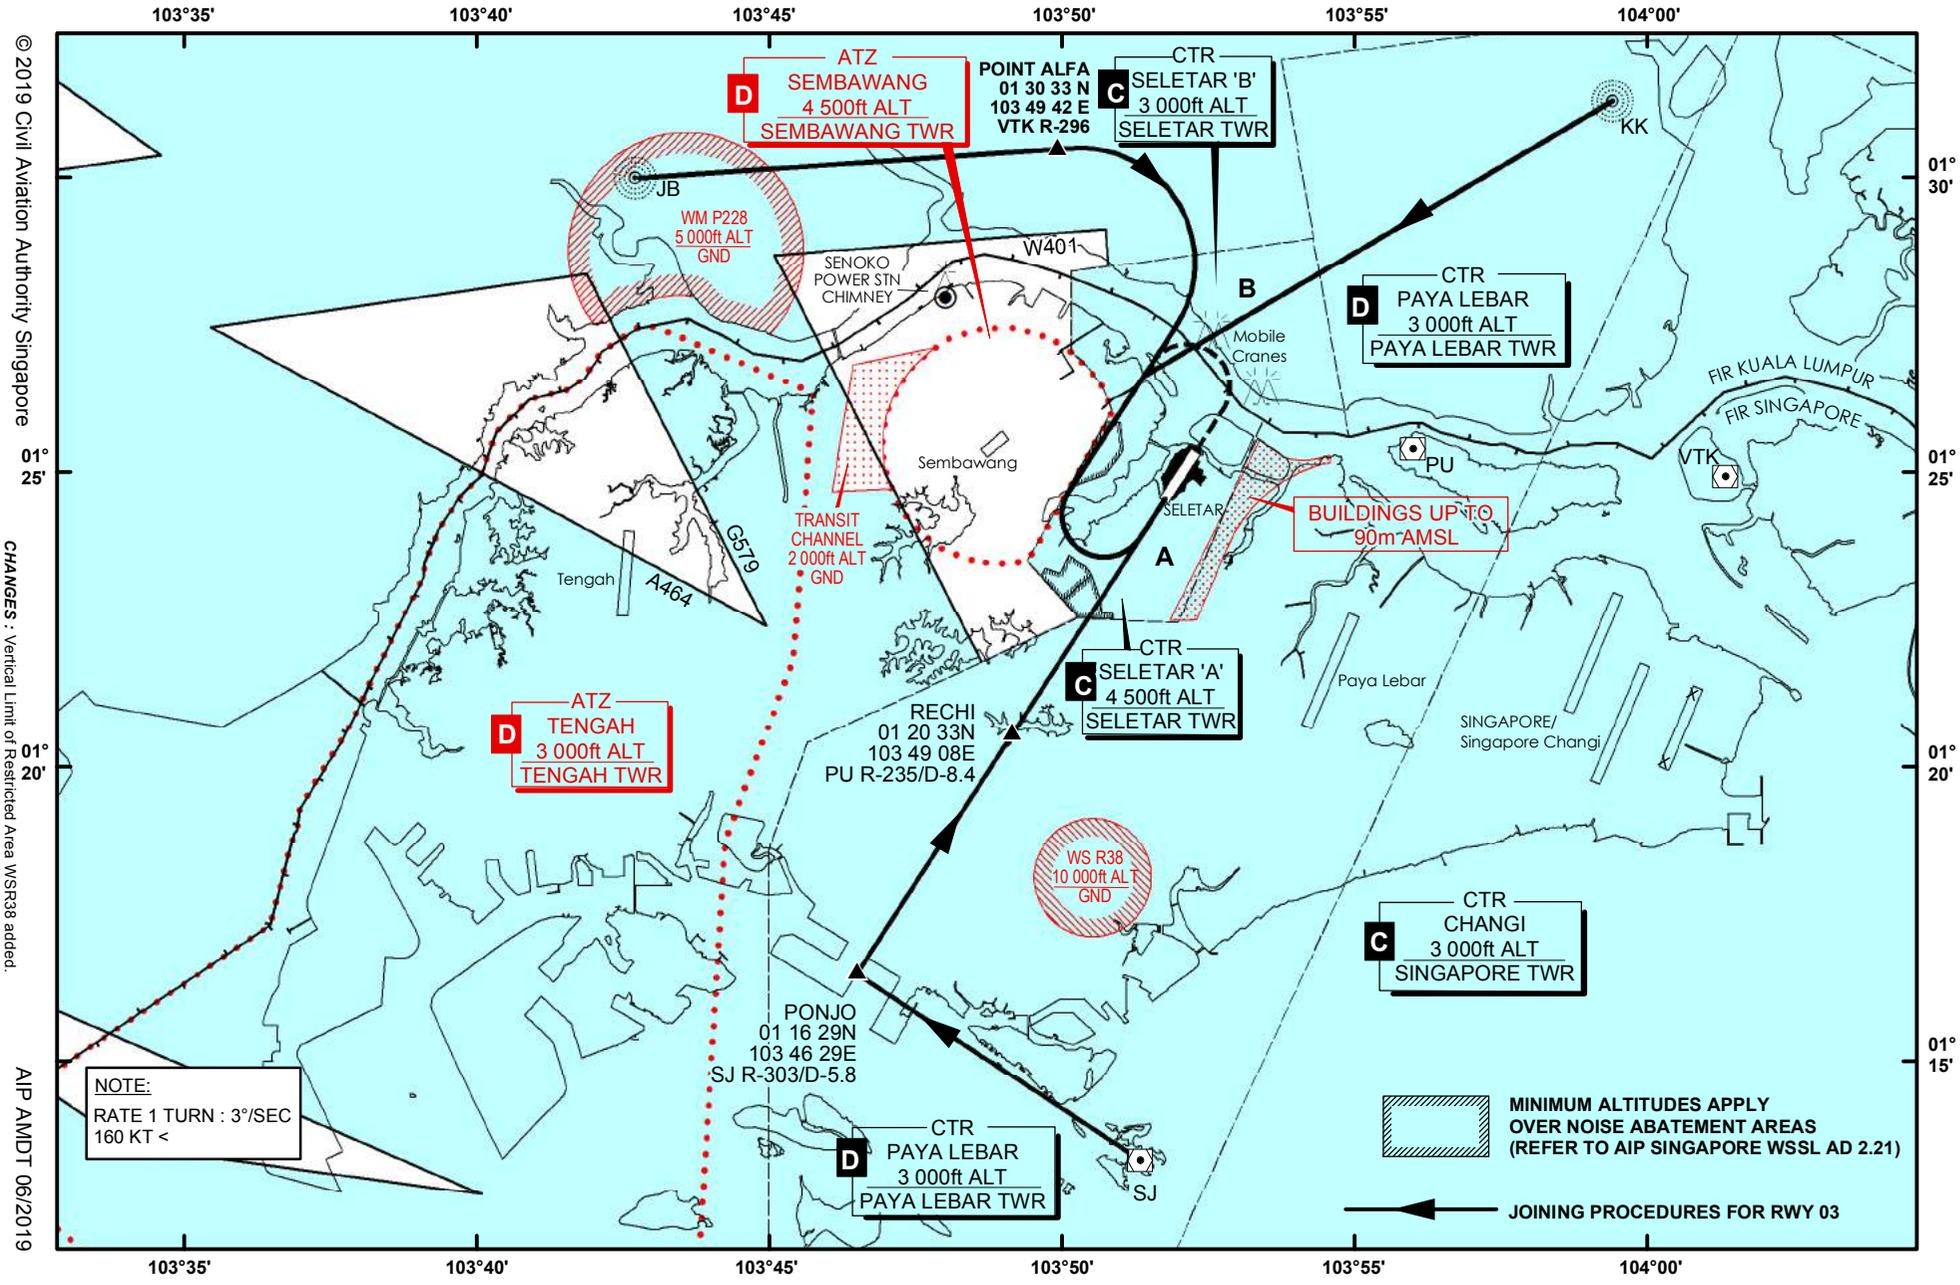 103°35'
103°40'
103°45'
103°50'
103°55'
104°00'
© 2019 Civil Aviation Authority Singapore
CHANGES : Vertical Limit of Restricted Area WSR38 added.
AIP AMDT 06/2019
D
ATZ
SEMBAWANG
4 500ft ALT
SEMBAWANG TWR
POINT ALFA
01 30 33 N
103 49 42 E
VTK R-296
C
CTR
SELETAR 'B'
3 000ft ALT
SELETAR TWR
KK
JB
01°
30'
WM P228
5 000ft ALT
GND
W401
SENOKO
POWER STN
CHIMNEY
B
D
CTR
PAYA LEBAR
3 000ft ALT
PAYA LEBAR TWR
Mobile
Cranes
FIR KUALA LUMPUR
FIR SINGAPORE
01°
25'
Sembawang
PU
VTK
01°
25'
SELETAR
BUILDINGS UP TO
90m AMSL
TRANSIT
CHANNEL
2 000ft ALT
GND
G579
A464
Tengah
A
C
CTR
SELETAR 'A'
4 500ft ALT
SELETAR TWR
Paya Lebar
SINGAPORE/
Singapore Changi
X
X
D
ATZ
TENGAH
3 000ft ALT
TENGAH TWR
RECHI
01 20 33N
103 49 08E
PU R-235/D-8.4
01°
20'
01°
20'
WS R38
10 000ft ALT
GND
C
CTR
CHANGI
3 000ft ALT
SINGAPORE TWR
PONJO
01 16 29N
103 46 29E
SJ R-303/D-5.8
01°
15'
NOTE:
RATE 1 TURN : 3°/SEC
160 KT <
D
CTR
PAYA LEBAR
3 000ft ALT
PAYA LEBAR TWR
SJ
MINIMUM ALTITUDES APPLY
OVER NOISE ABATEMENT AREAS
(REFER TO AIP SINGAPORE WSSL AD 2.21)
JOINING PROCEDURES FOR RWY 03
103°35'
103°40'
103°45'
103°50'
103°55'
104°00'